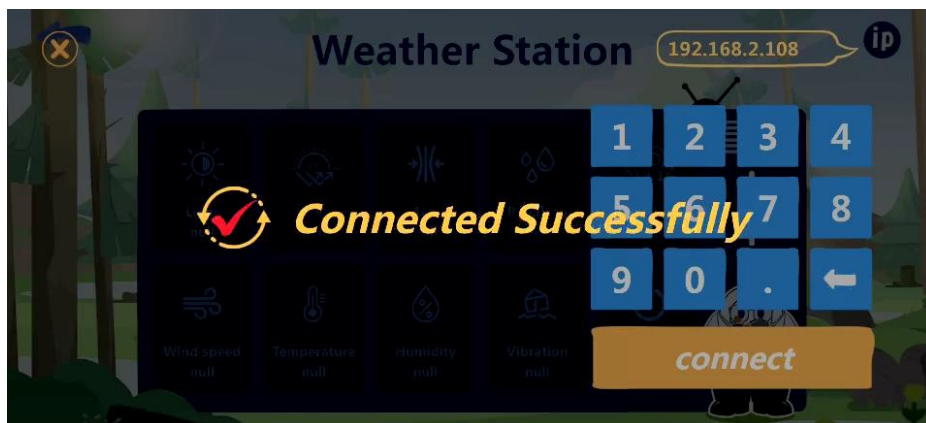 Weather Station
192.168.2.108
ip
1 2 3 4
Connected Successfully
5 6 7 8
9 0 .
Wind speed Temperature Humidity Vibration
null null null null
connect